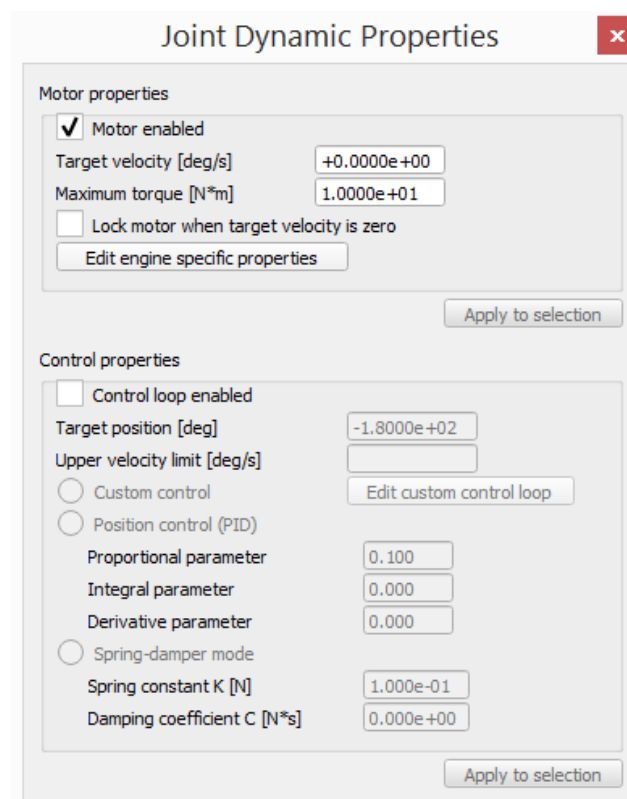 Joint Dynamic Properties
Motor properties
Motor enabled
Target velocity [deg/s] +0.0000e+00
Maximum torque [N*m] 1.0000e+01
Lock motor when target velocity is zero
Edit engine specific properties
Apply to selection
Control properties
Control loop enabled
Target position [deg] -1.8000e+02
Upper velocity limit [deg/s]
Custom control Edit custom control loop
Position control (PID)
Proportional parameter 0.100
Integral parameter 0.000
Derivative parameter 0.000
Spring-damper mode
Spring constant K [N] 1.000e-01
Damping coefficient C [N*s] 0.000e+00
Apply to selection